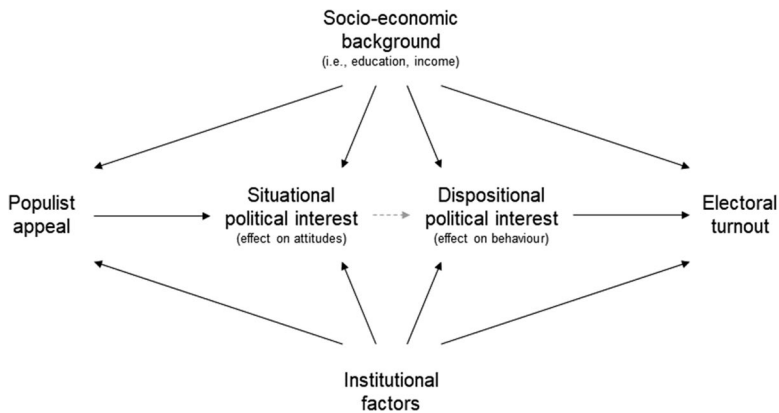 Socio-economic
background
(i.e., education, income)
Populist
appeal
Situational
political interest
(effect on attitudes)
Dispositional
political interest
(effect on behaviour)
Electoral
turnout
Institutional
factors